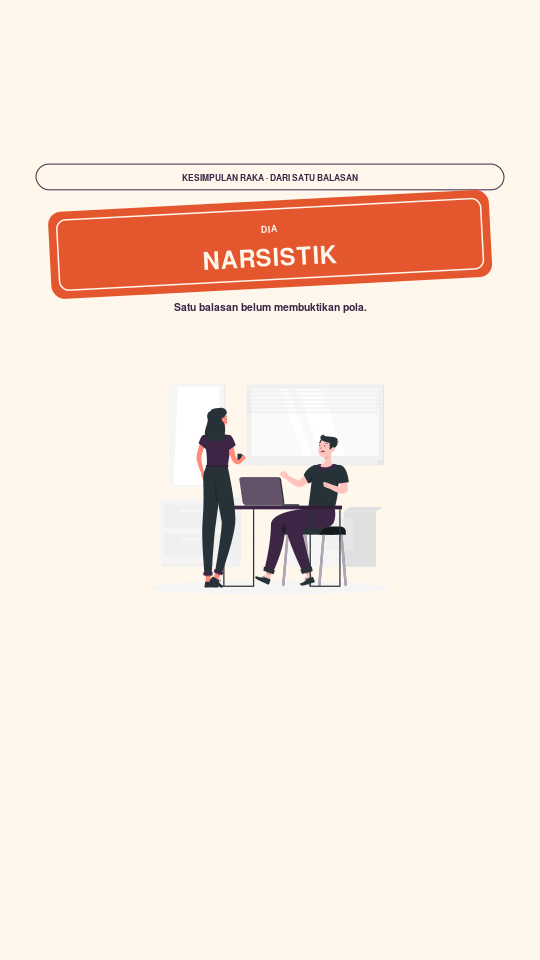 KESIMPULAN RAKA · DARI SATU BALASAN
DIA
NARSISTIK
Satu balasan belum membuktikan pola.